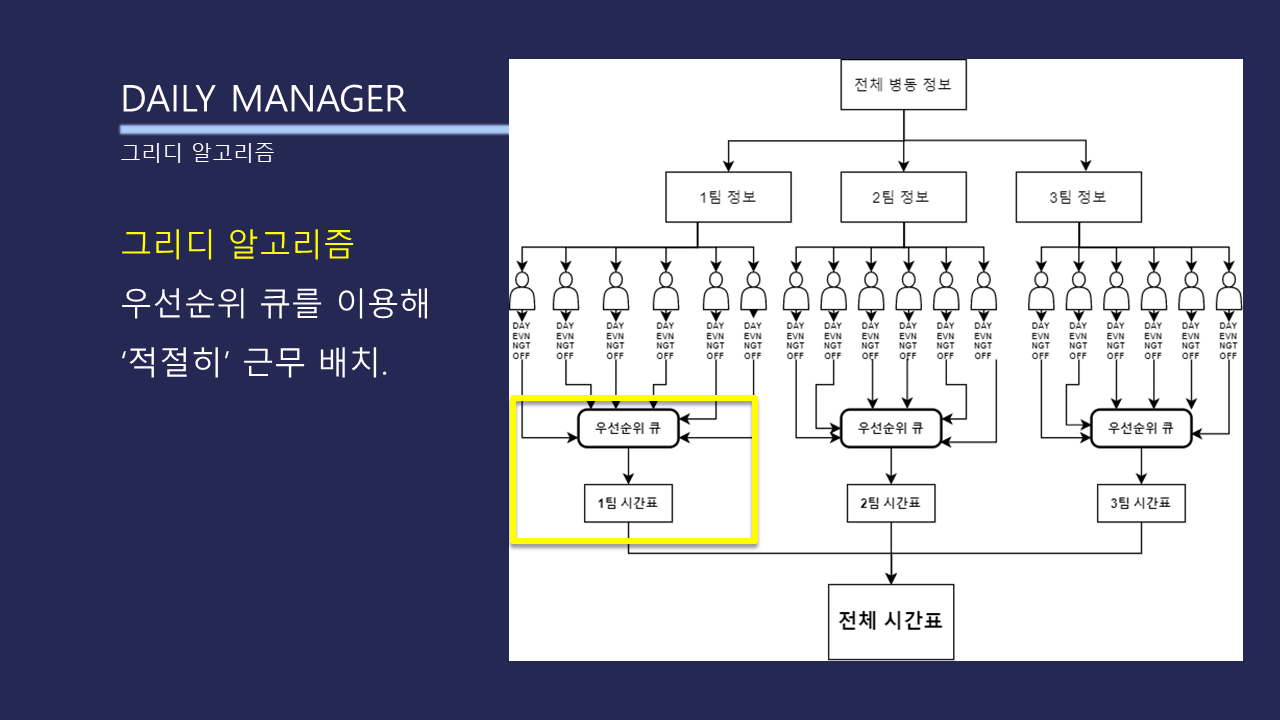 DAILY MANAGER
그리디 알고리즘
그리디 알고리즘
우선순위 큐를 이용해
‘적절히’ 근무 배치.
전체 병동 정보
1팀 정보
2팀 정보
3팀 정보
DAY DAY DAY DAY DAY DAY DAY DAY DAY DAY DAY DAY DAY DAY DAY DAY DAY DAY
EVN EVN EVN EVN EVN EVN EVN EVN EVN EVN EVN EVN EVN EVN EVN EVN EVN EVN
NGT NGT NGT NGT NGT NGT NGT NGT NGT NGT NGT NGT NGT NGT NGT NGT NGT NGT
OFF OFF OFF OFF OFF OFF OFF OFF OFF OFF OFF OFF OFF OFF OFF OFF OFF OFF
우선순위 큐
우선순위 큐
우선순위 큐
1팀 시간표
2팀 시간표
3팀 시간표
전체 시간표